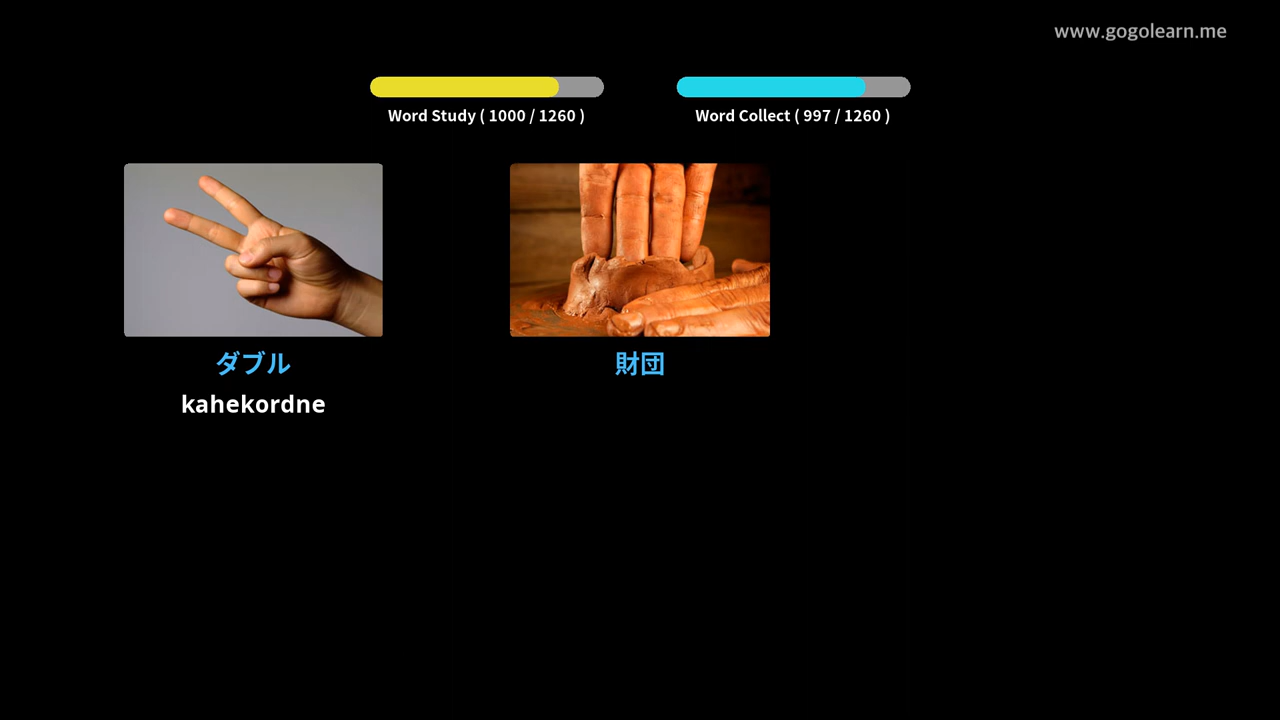 www.gogolearn.me
Word Study ( 1000 / 1260 )
Word Collect ( 997 / 1260 )
ダブル
kahekordne
財団